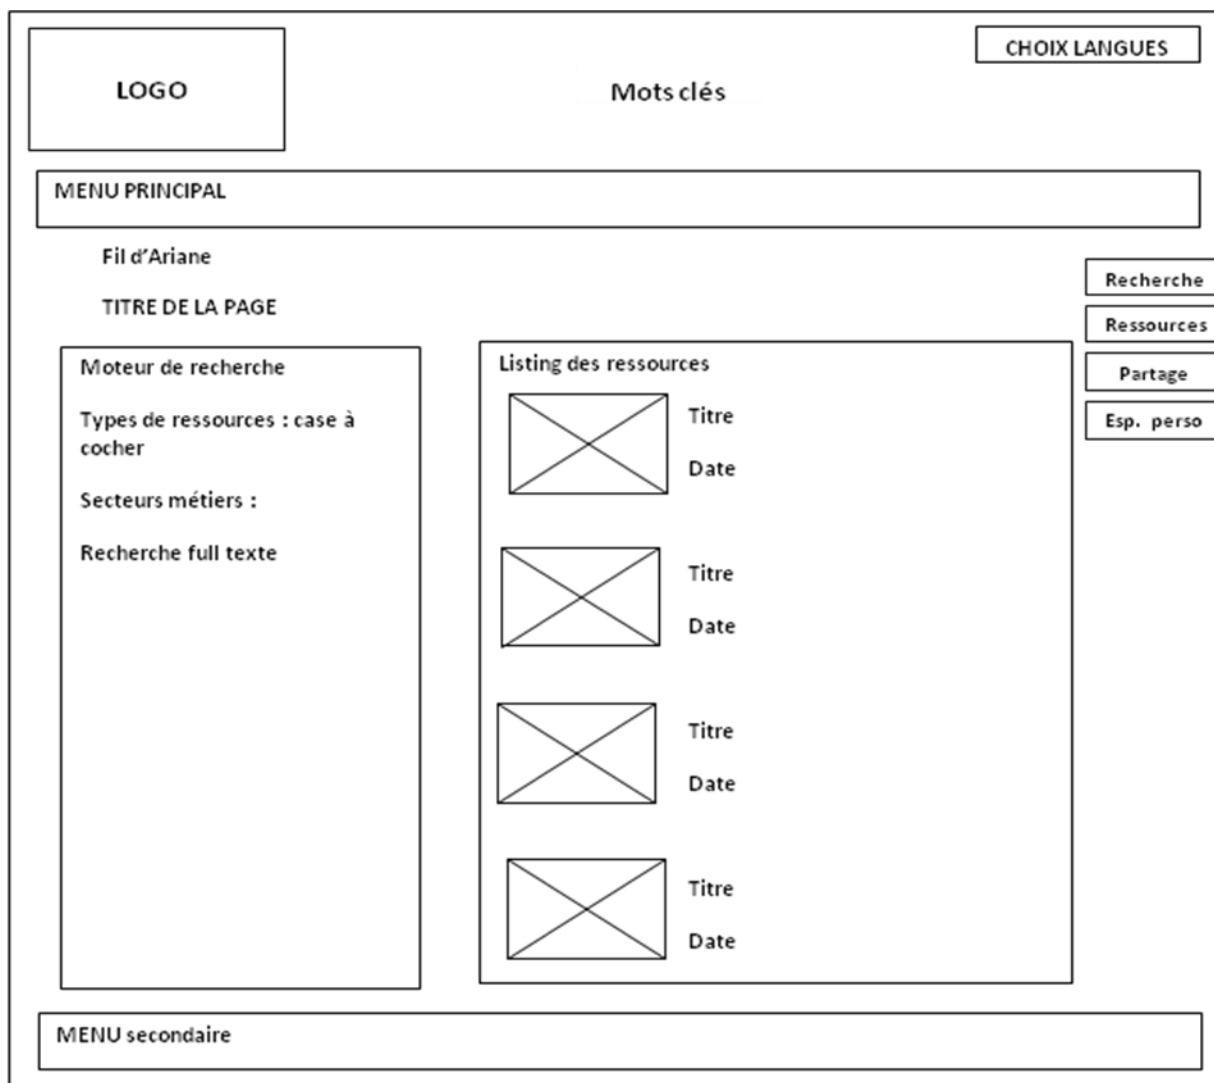 LOGO
Mots clés
CHOIX LANGUES
MENU PRINCIPAL
Fil d’Ariane
TITRE DE LA PAGE
Moteur de recherche
Types de ressources : case à
cocher
Secteurs métiers :
Recherche full texte
Listing des ressources
Titre
Date
Titre
Date
Titre
Date
Titre
Date
Recherche
Ressources
Partage
Esp. perso
MENU secondaire